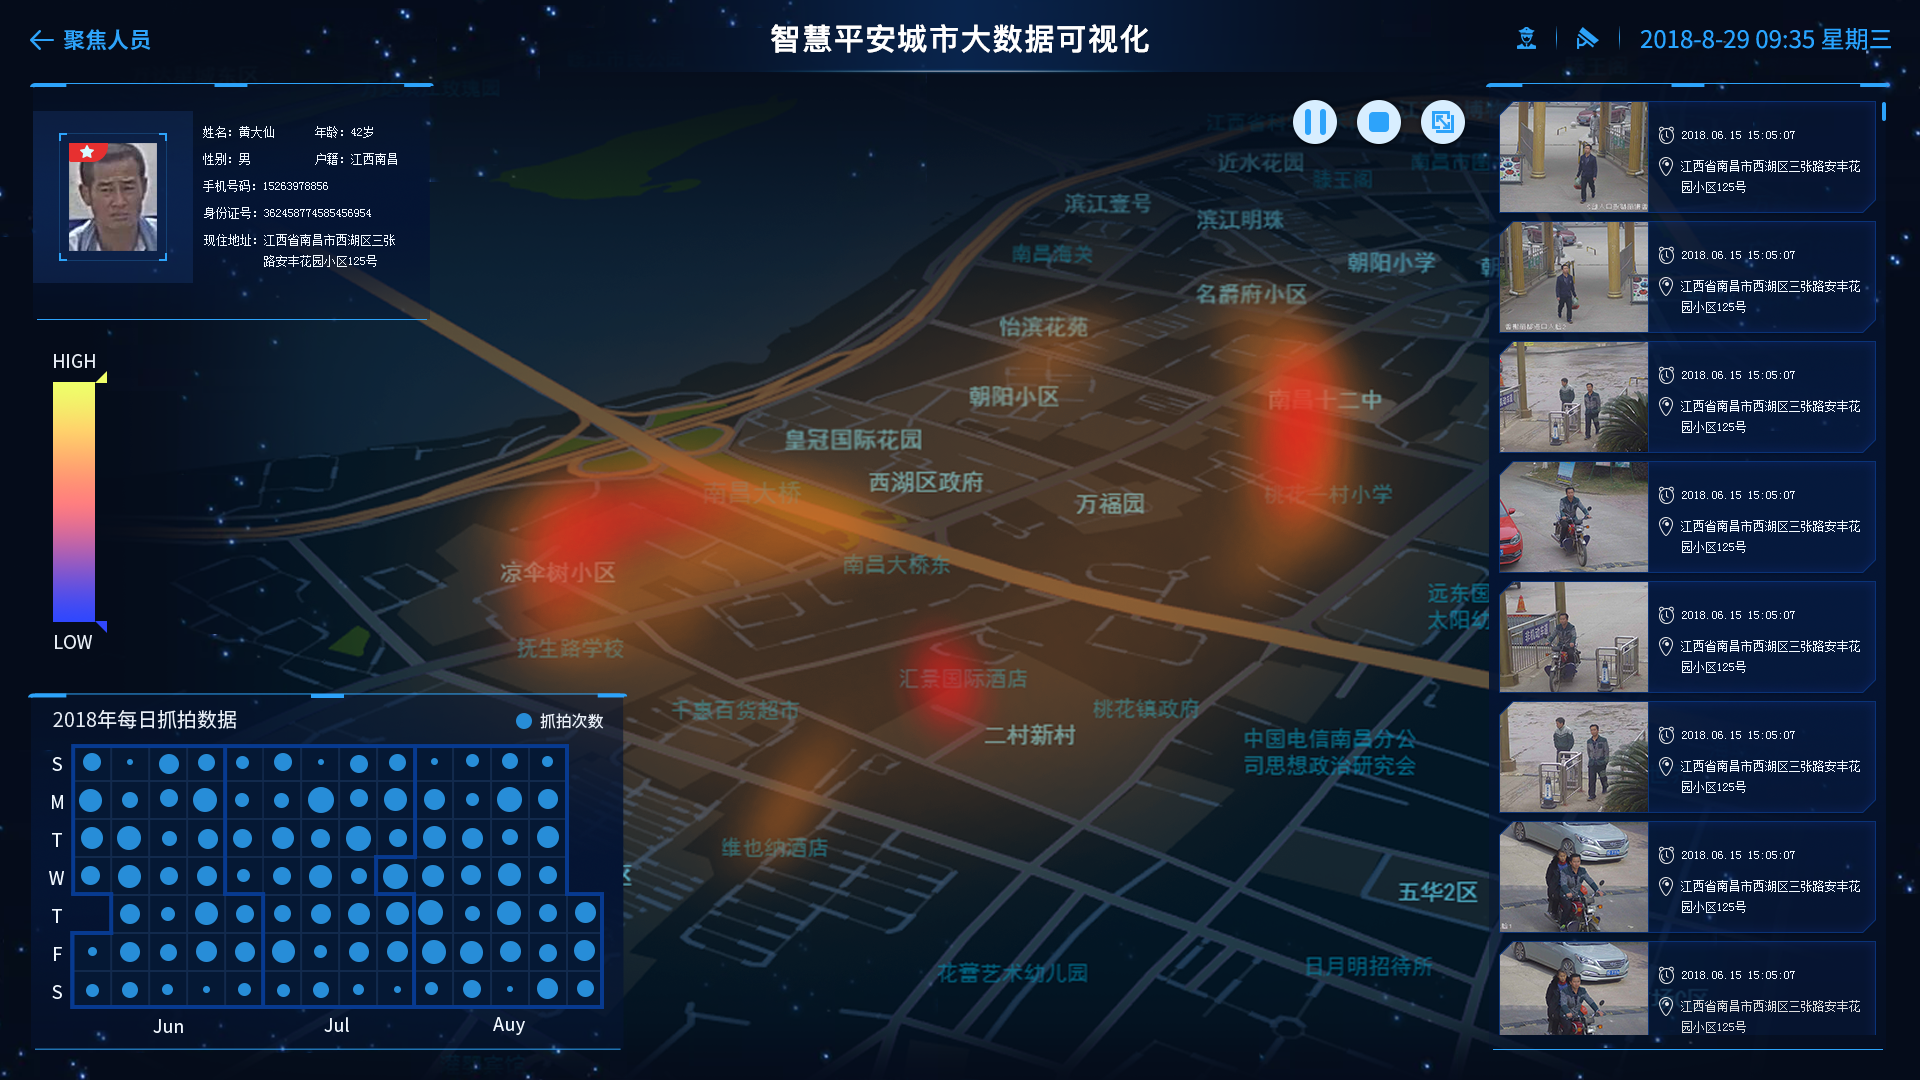 聚焦人员
智慧平安城市大数据可视化
2018-8-29 09:35 星期三
姓名：黄大仙 年龄：42岁
性别：男 户籍：江西南昌
手机号码：15263978856
身份证号：362458774585456954
现住地址：江西省南昌市西湖区三张
路安丰花园小区125号
HIGH
LOW
近水花园
滕王阁
滨江壹号
滨江明珠
南昌海关
朝阳小学
名爵府小区
怡滨花苑
朝阳小区
南昌十二中
皇冠国际花园
西湖区政府
南昌大桥
万福园
桃花一村小学
南昌大桥东
凉伞树小区
抚生路学校
汇景国际酒店
千惠百货超市
桃花镇政府
二村新村
中国电信南昌分公
司思想政治研究会
远东国
太阳幼
维也纳酒店
五华2区
花蕾艺术幼儿园
日月明招待所
2018年每日抓拍数据
抓拍次数
S
M
T
W
T
F
S
Jun
Jul
Auy
2018.06.15 15:05:07
江西省南昌市西湖区三张路安丰花
园小区125号
2018.06.15 15:05:07
江西省南昌市西湖区三张路安丰花
园小区125号
2018.06.15 15:05:07
江西省南昌市西湖区三张路安丰花
园小区125号
2018.06.15 15:05:07
江西省南昌市西湖区三张路安丰花
园小区125号
2018.06.15 15:05:07
江西省南昌市西湖区三张路安丰花
园小区125号
2018.06.15 15:05:07
江西省南昌市西湖区三张路安丰花
园小区125号
2018.06.15 15:05:07
江西省南昌市西湖区三张路安丰花
园小区125号
2018.06.15 15:05:07
江西省南昌市西湖区三张路安丰花
园小区125号